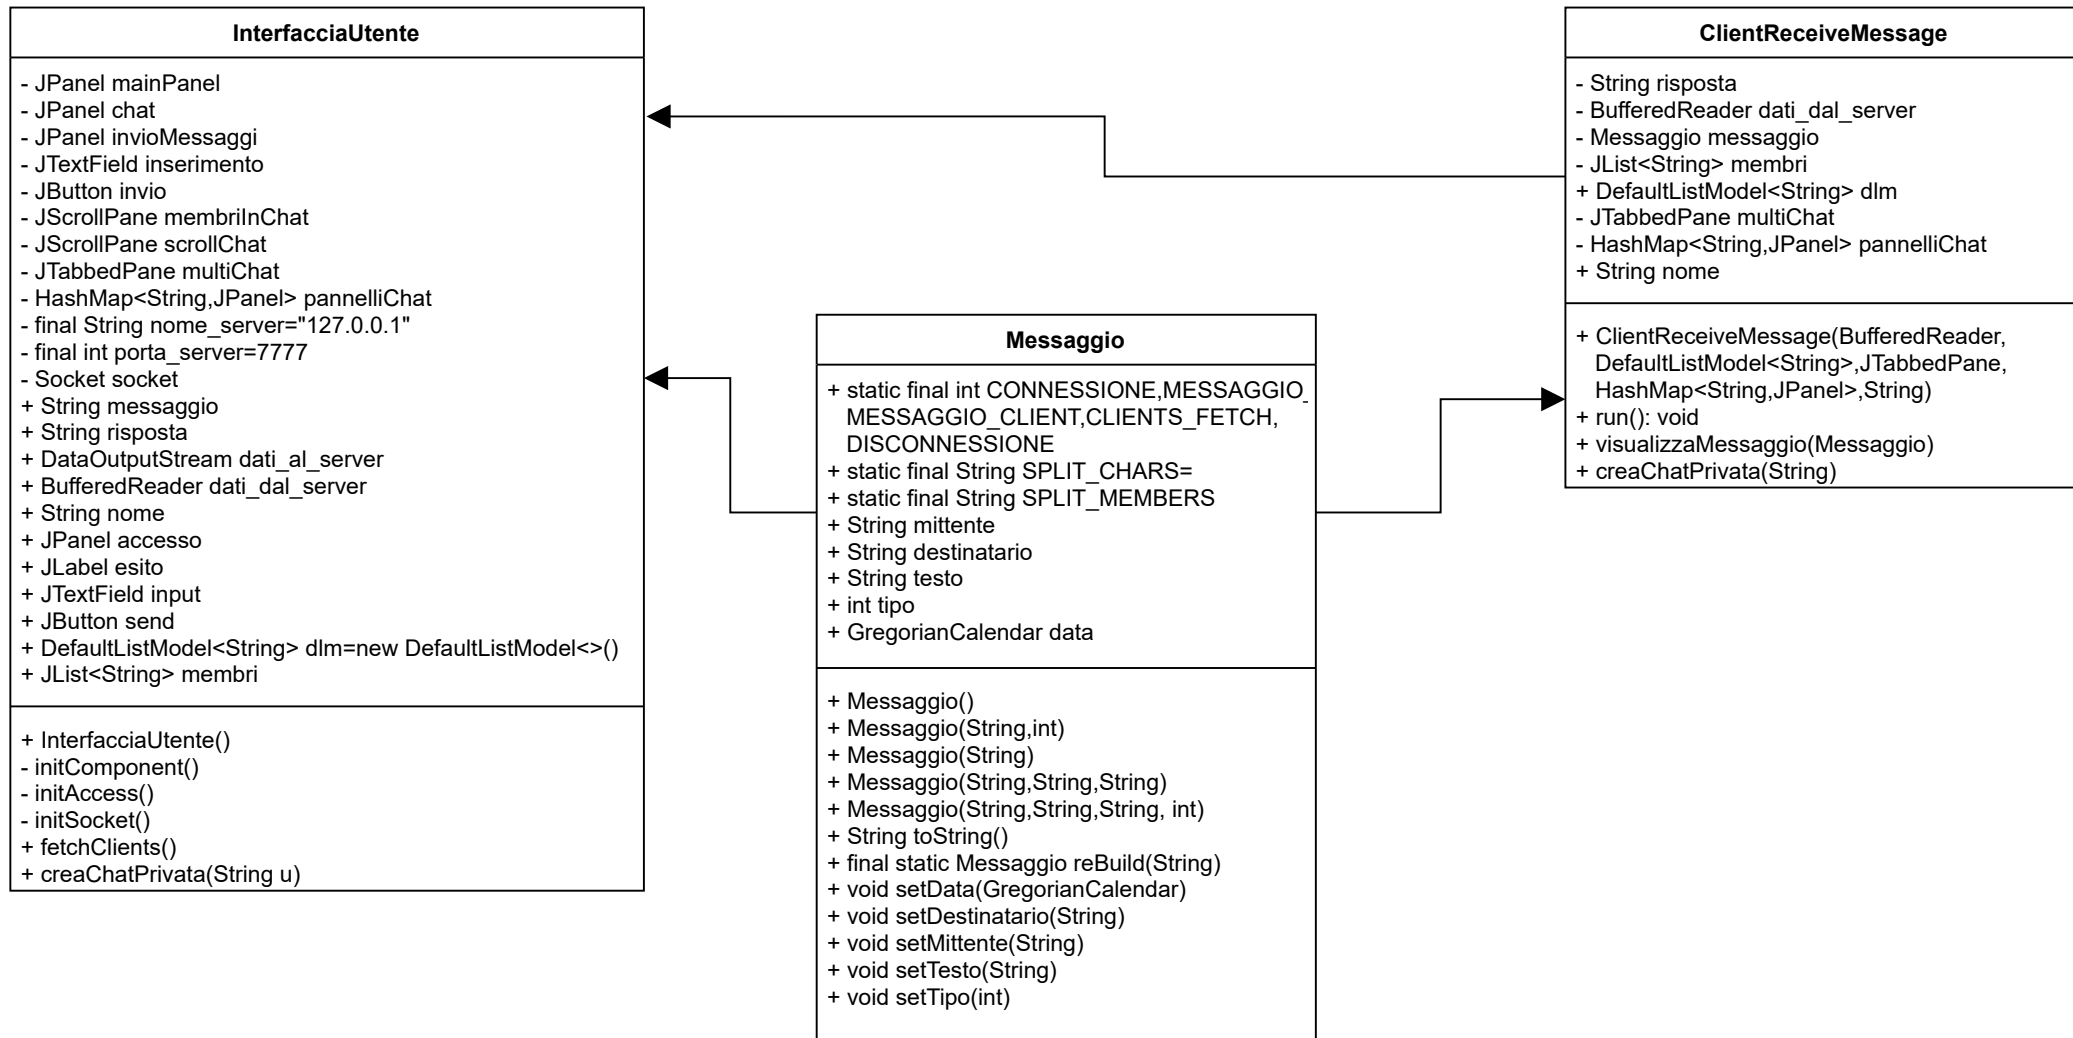 InterfacciaUtente
- JPanel mainPanel
- JPanel chat
- JPanel invioMessaggi
- JTextField inserimento
- JButton invio
- JScrollPane membriInChat
- JScrollPane scrollChat
- JTabbedPane multiChat
- HashMap<String,JPanel> pannelliChat
- final String nome_server="127.0.0.1"
- final int porta_server=7777
- Socket socket
+ String messaggio
+ String risposta
+ DataOutputStream dati_al_server
+ BufferedReader dati_dal_server
+ String nome
+ JPanel accesso
+ JLabel esito
+ JTextField input
+ JButton send
+ DefaultListModel<String> dlm=new DefaultListModel<>()
+ JList<String> membri
+ InterfacciaUtente()
- initComponent()
- initAccess()
- initSocket()
+ fetchClients()
+ creaChatPrivata(String u)
Messaggio
+ static final int CONNESSIONE,MESSAGGIO_
MESSAGGIO_CLIENT,CLIENTS_FETCH,
DISCONNESSIONE
+ static final String SPLIT_CHARS=
+ static final String SPLIT_MEMBERS
+ String mittente
+ String destinatario
+ String testo
+ int tipo
+ GregorianCalendar data
+ Messaggio()
+ Messaggio(String,int)
+ Messaggio(String)
+ Messaggio(String,String,String)
+ Messaggio(String,String,String, int)
+ String toString()
+ final static Messaggio reBuild(String)
+ void setData(GregorianCalendar)
+ void setDestinatario(String)
+ void setMittente(String)
+ void setTesto(String)
+ void setTipo(int)
ClientReceiveMessage
- String risposta
- BufferedReader dati_dal_server
- Messaggio messaggio
- JList<String> membri
+ DefaultListModel<String> dlm
- JTabbedPane multiChat
- HashMap<String,JPanel> pannelliChat
+ String nome
+ ClientReceiveMessage(BufferedReader,
DefaultListModel<String>,JTabbedPane,
HashMap<String,JPanel>,String)
+ run(): void
+ visualizzaMessaggio(Messaggio)
+ creaChatPrivata(String)